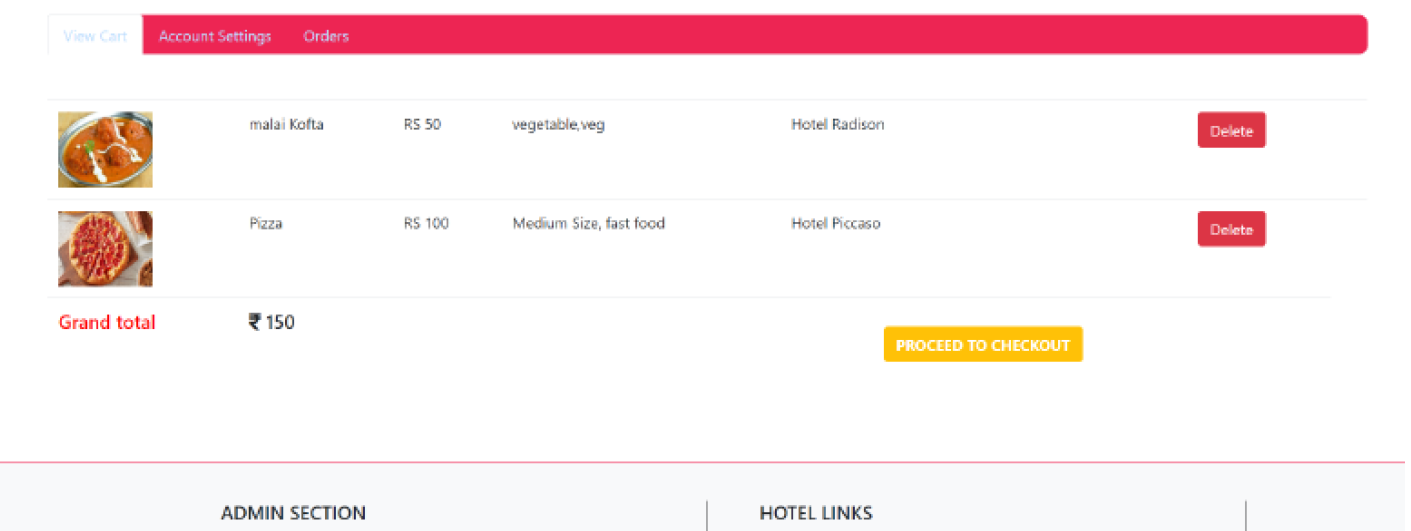 View Cart Account Settings Orders
malai Kofta RS 50 vegetable,veg Hotel Radison Delete
Pizza RS 100 Medium Size, fast food Hotel Piccaso Delete
Grand total ₹ 150
PROCEED TO CHECKOUT
ADMIN SECTION HOTEL LINKS